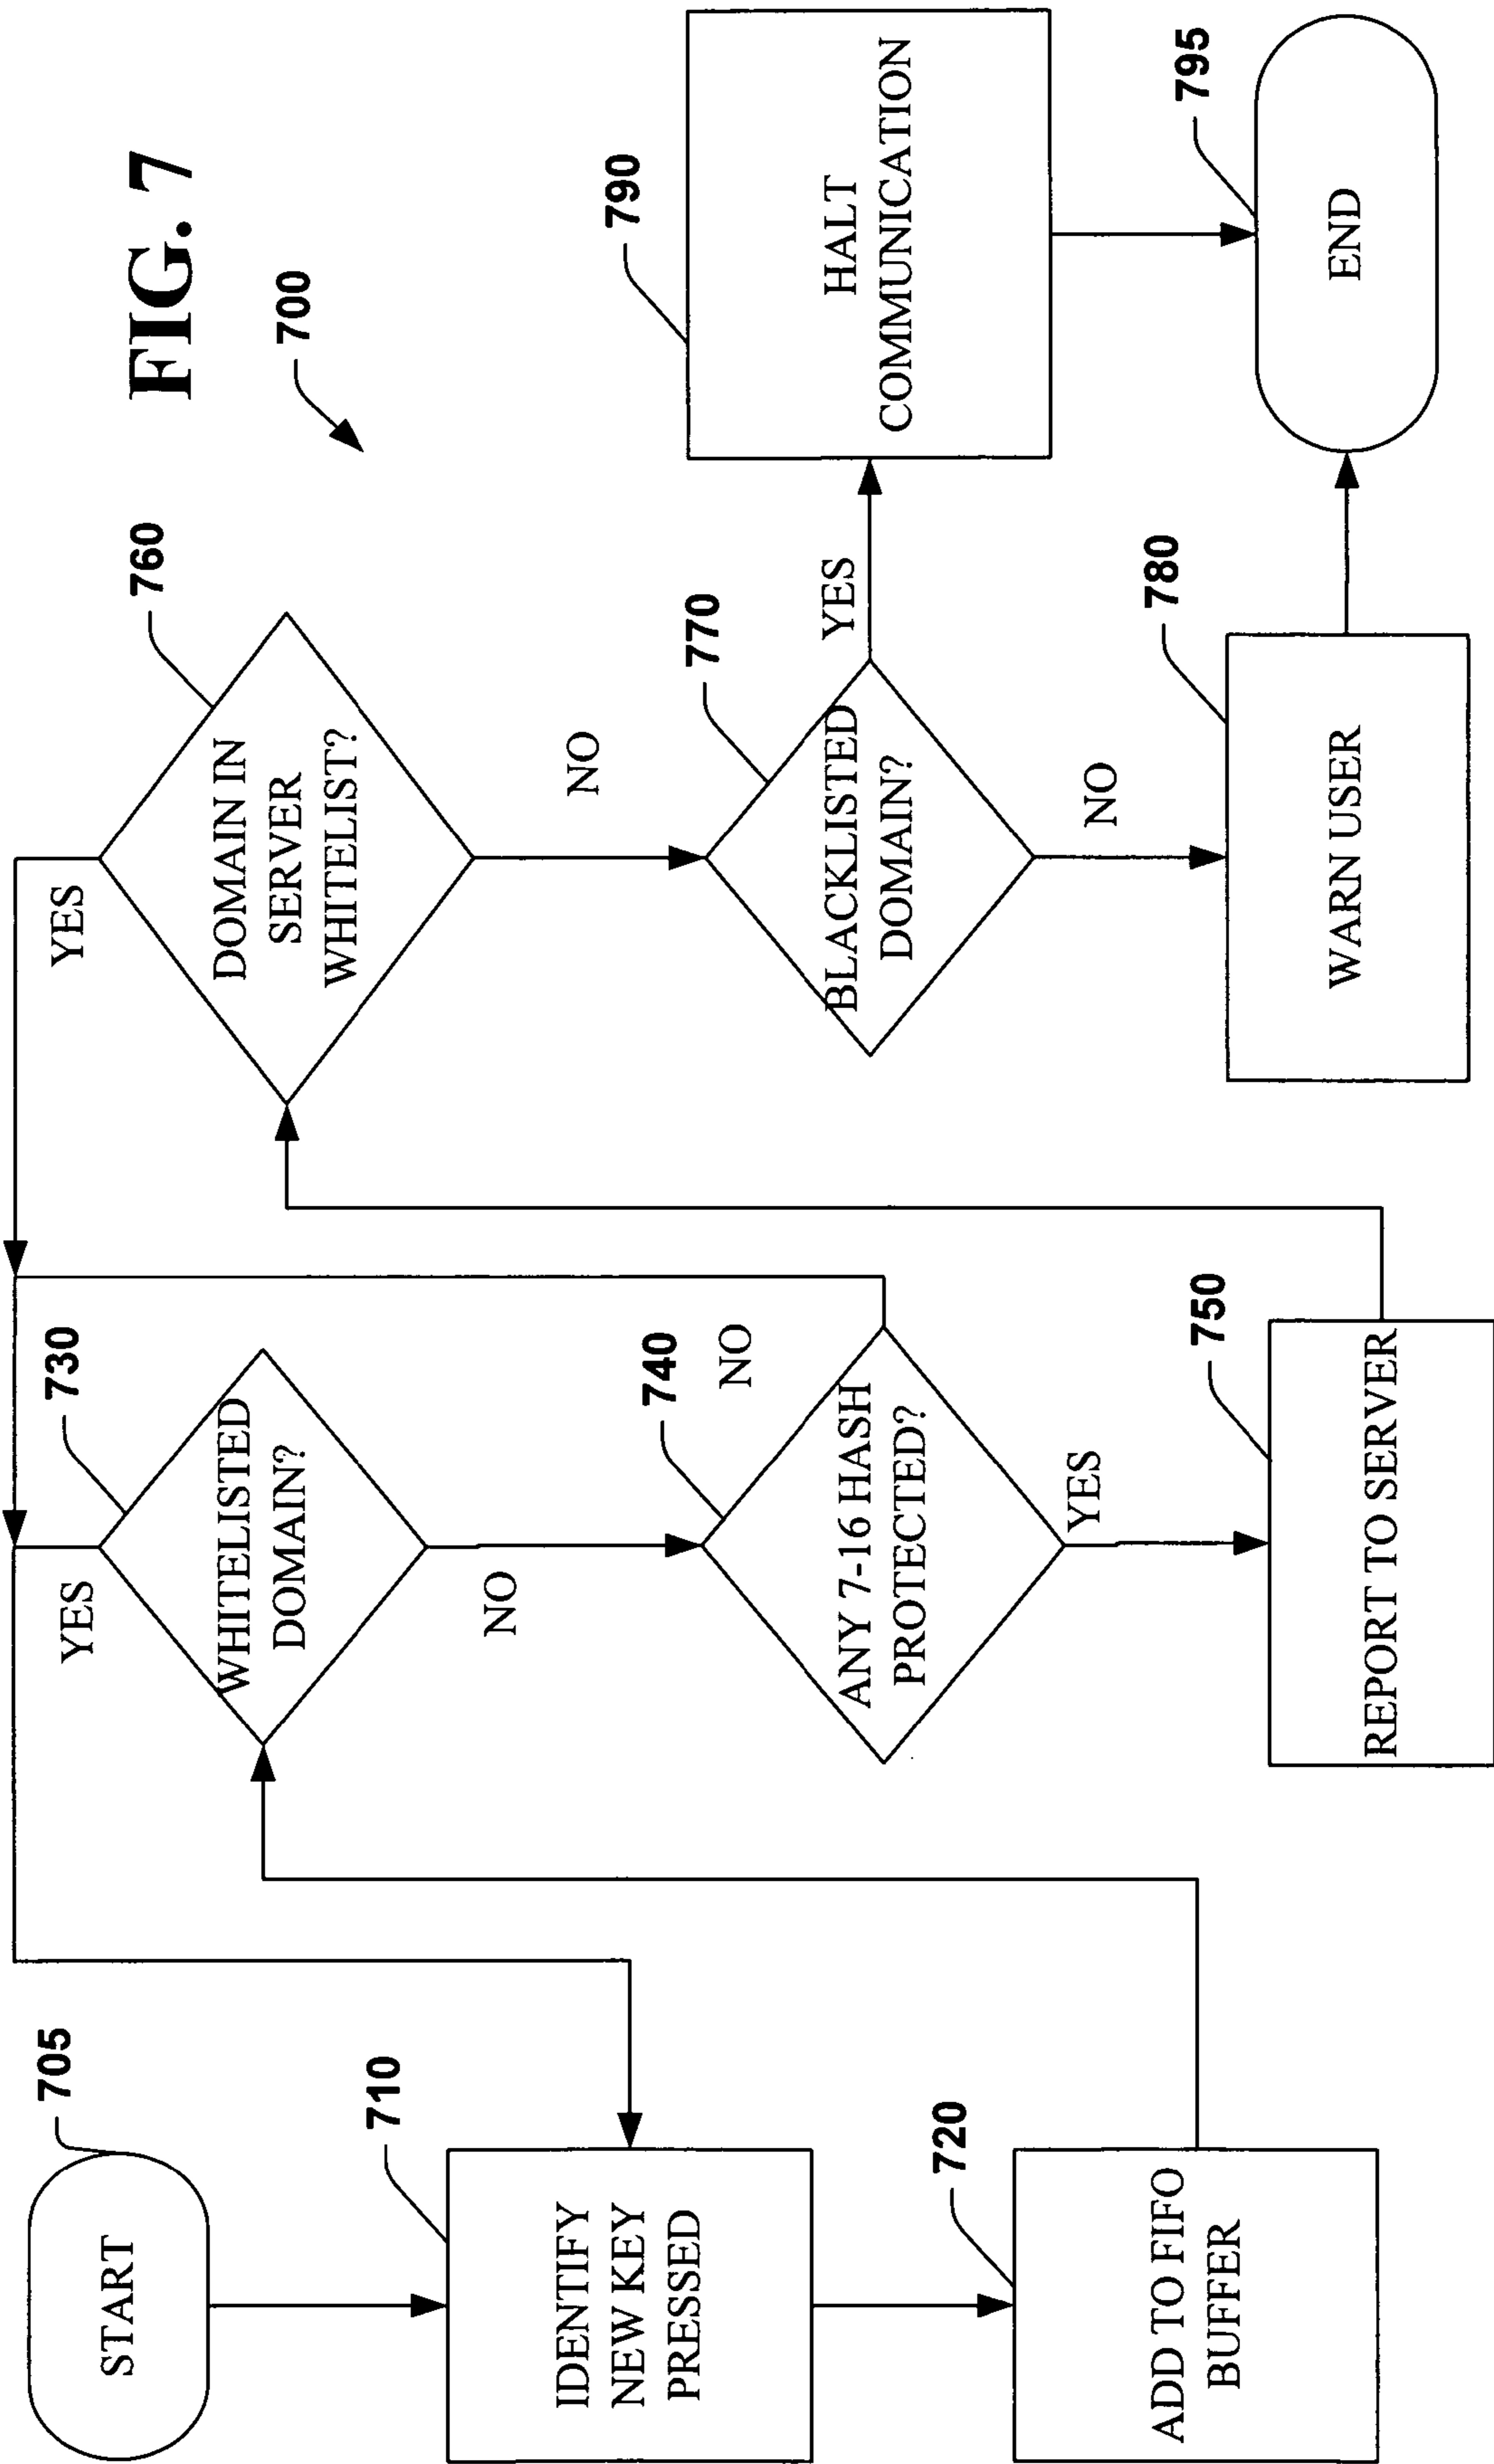 FIG. 7
700
705
START
710
IDENTIFY
NEW KEY
PRESSED
720
ADD TO FIFO
BUFFER
730
WHITELISTED
DOMAIN?
YES
NO
740
ANY 7-16 HASH
PROTECTED?
NO
YES
750
REPORT TO SERVER
760
DOMAIN IN
SERVER
WHITELIST?
YES
NO
770
BLACKLISTED
DOMAIN?
YES
NO
780
WARN USER
790
HALT
COMMUNICATION
795
END